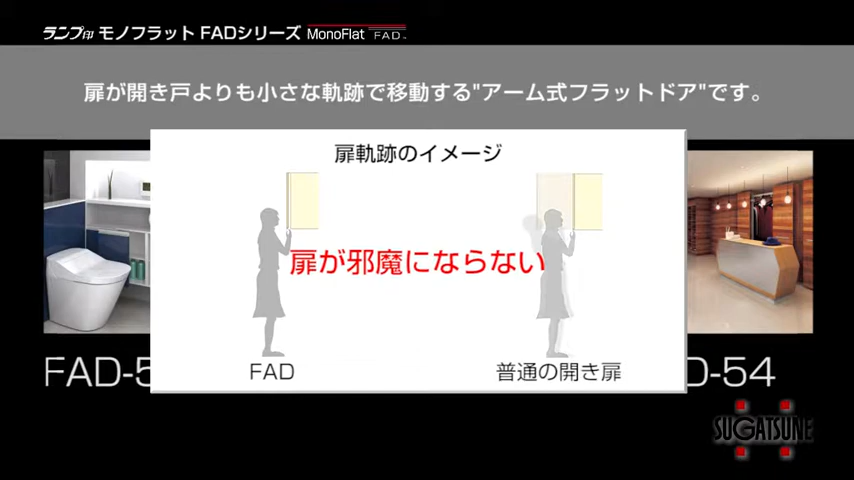 ランプ印 モノフラット FADシリーズ MonoFlat FAD
扉が開き戸よりも小さな軌跡で移動する"アーム式フラットドア"です。
扉軌跡のイメージ
扉が邪魔にならない
FAD
普通の開き扉
FAD-5
D-54
SUGATSUNE